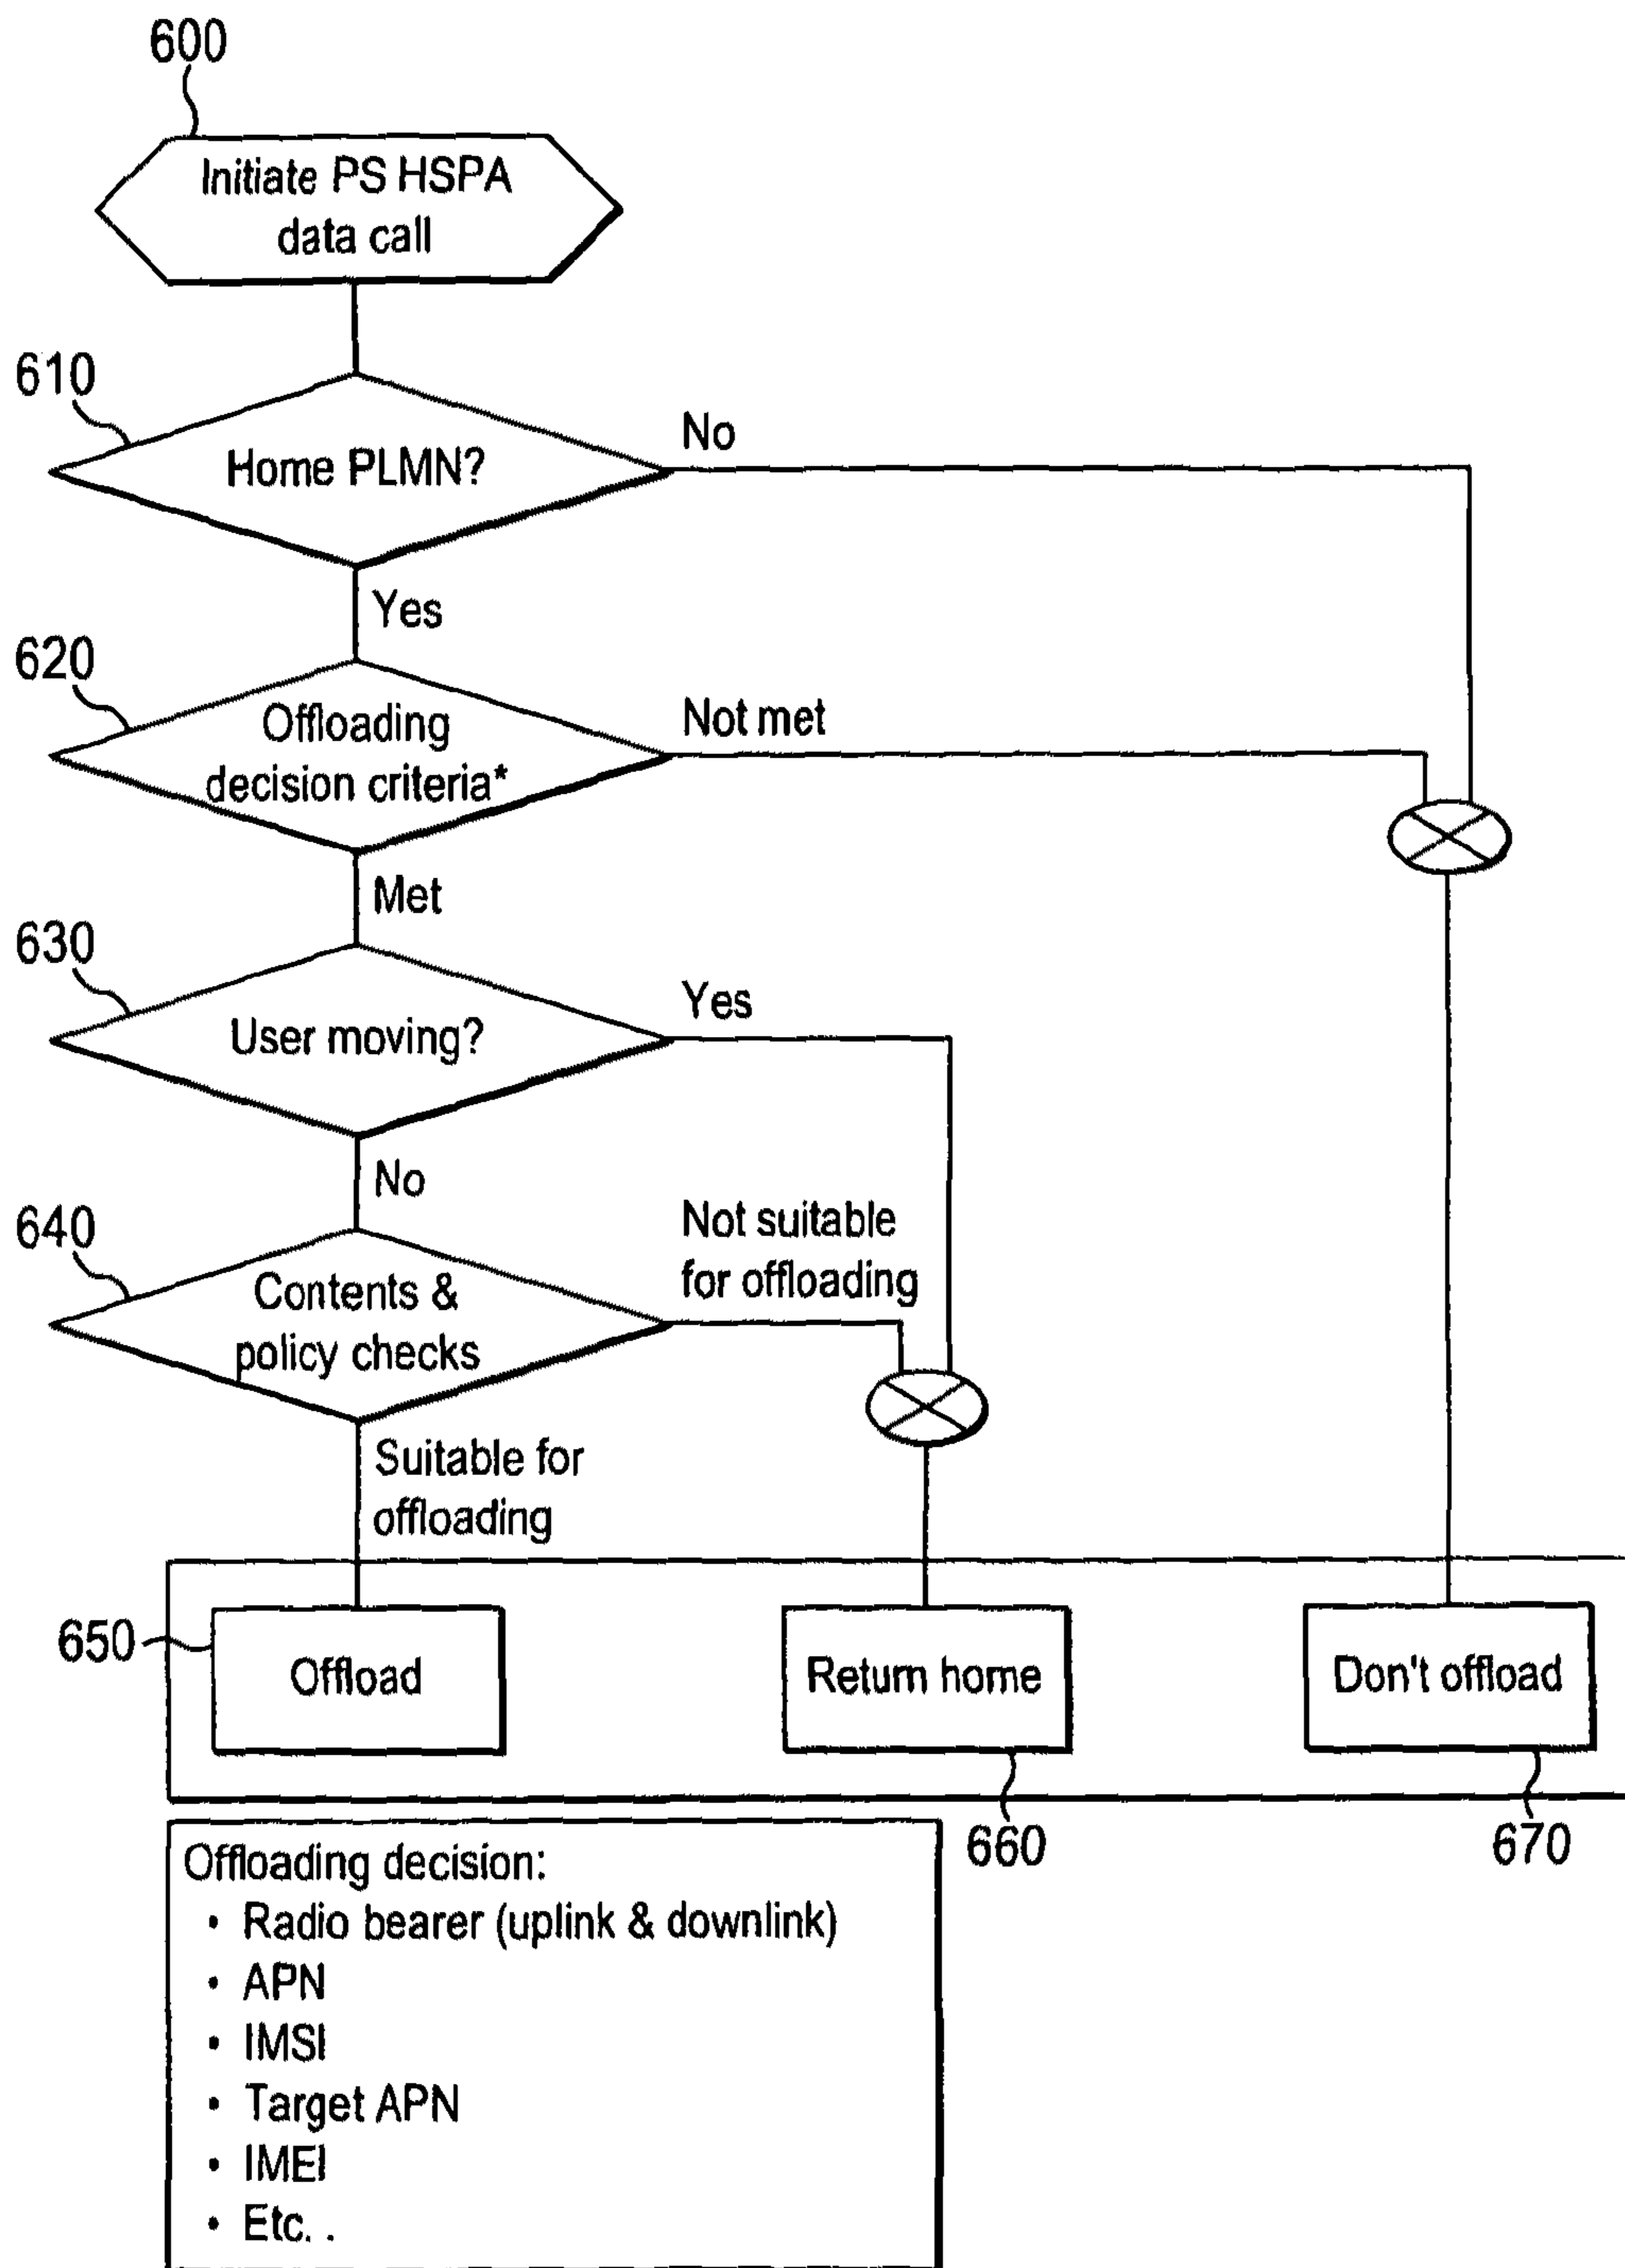 600
Initiate PS HSPA
data call
610
Home PLMN?
No
Yes
620
Offloading
decision criteria*
Not met
Met
630
User moving?
Yes
No
640
Contents &
policy checks
Not suitable
for offloading
Suitable for
offloading
650
Offload
Return home
Don't offload
660
670
Offloading decision:
• Radio bearer (uplink & downlink)
• APN
• IMSI
• Target APN
• IMEI
• Etc. .